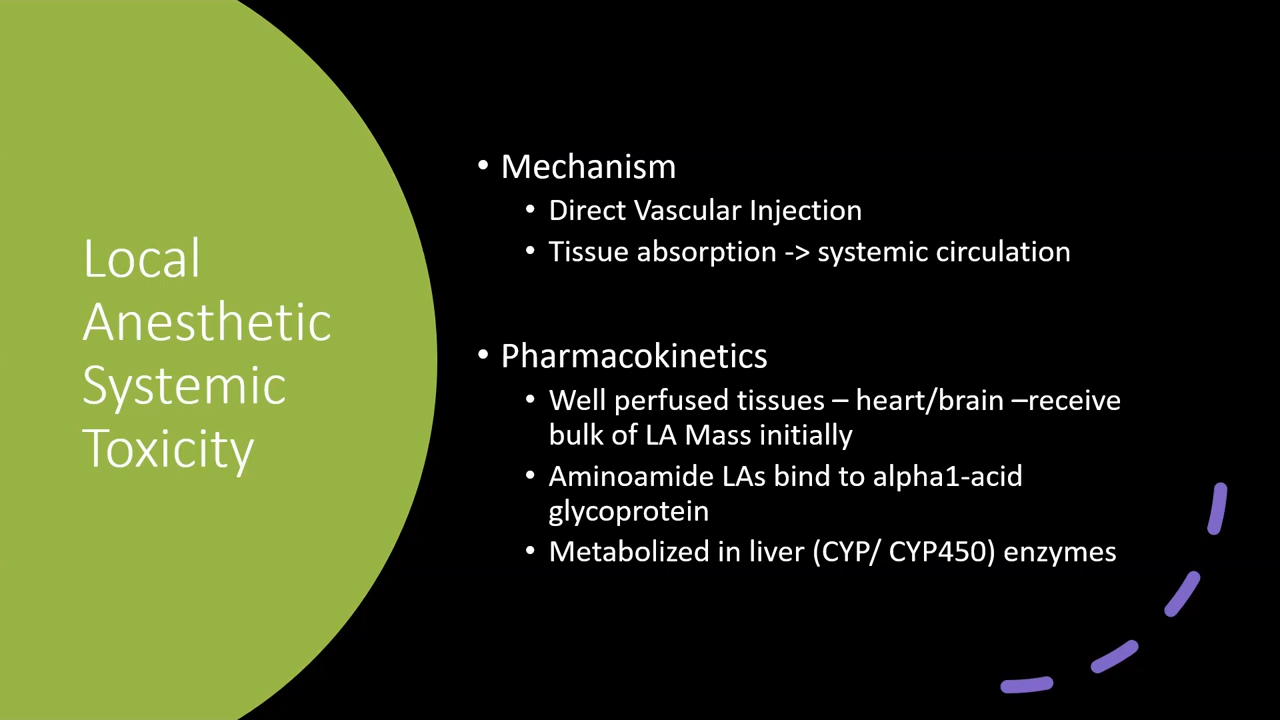 Local
Anesthetic
Systemic
Toxicity
• Mechanism
• Direct Vascular Injection
• Tissue absorption -> systemic circulation
• Pharmacokinetics
• Well perfused tissues – heart/brain –receive
bulk of LA Mass initially
• Aminoamide LAs bind to alpha1-acid
glycoprotein
• Metabolized in liver (CYP/ CYP450) enzymes